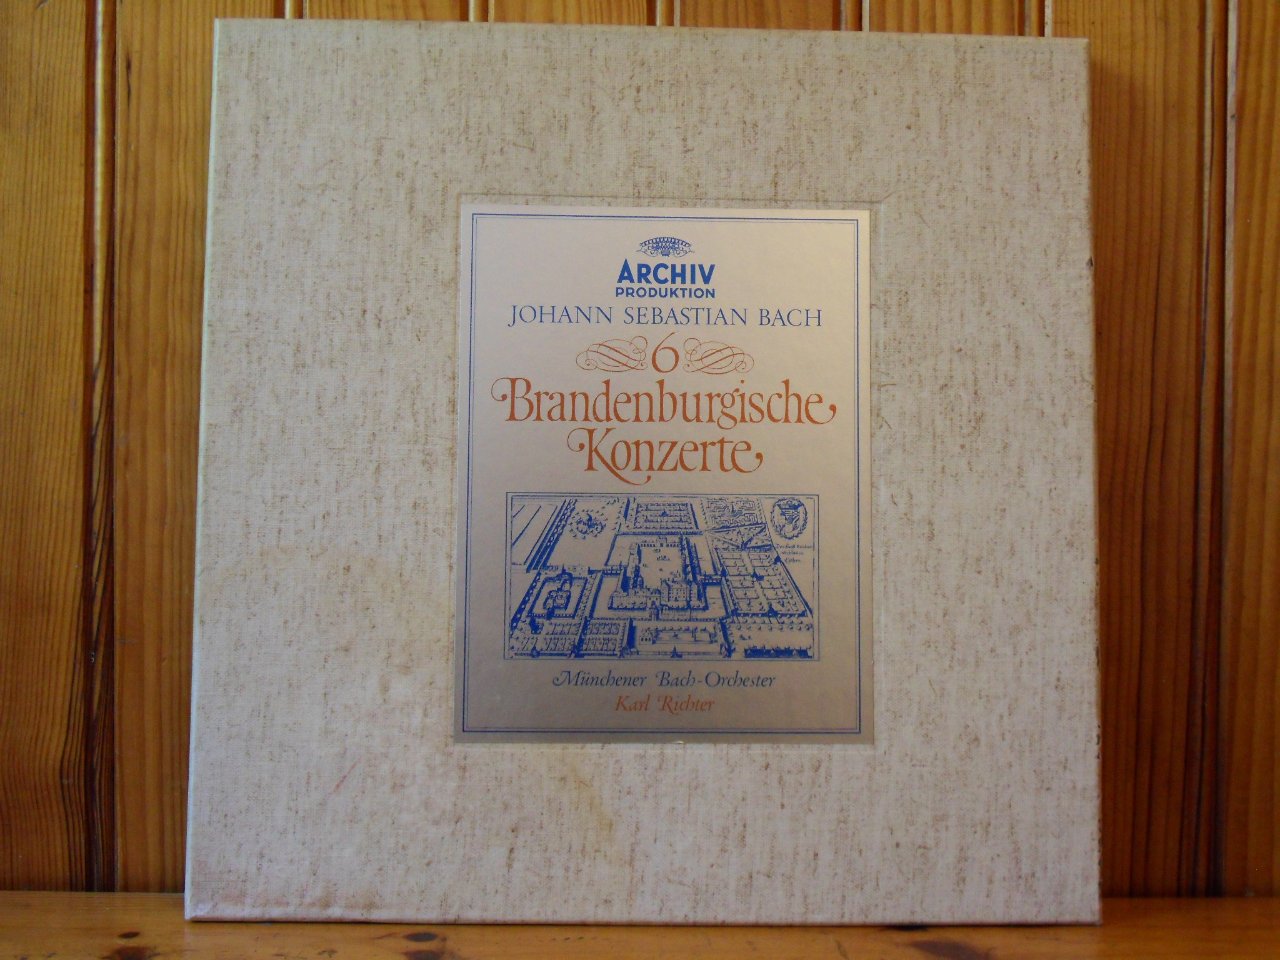 ARCHIV
PRODUKTION
JOHANN SEBASTIAN BACH
6
Brandenburgische
Konzerte
Münchener Bach-Orchester
Karl Richter